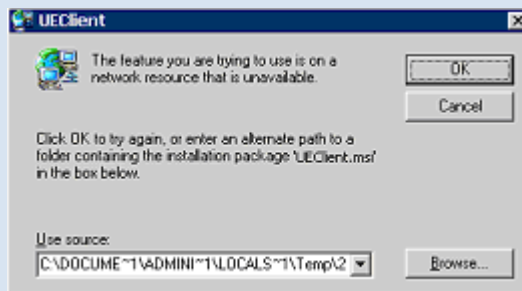 UEClient
The feature you are trying to use is on a
network resource that is unavailable.
OK
Cancel
Click OK to try again, or enter an alternate path to a
folder containing the installation package 'UEClient.msi'
in the box below.
Use source:
C:\DOCUME~1\ADMINI~1\LOCALS~1\Temp\2
Browse...